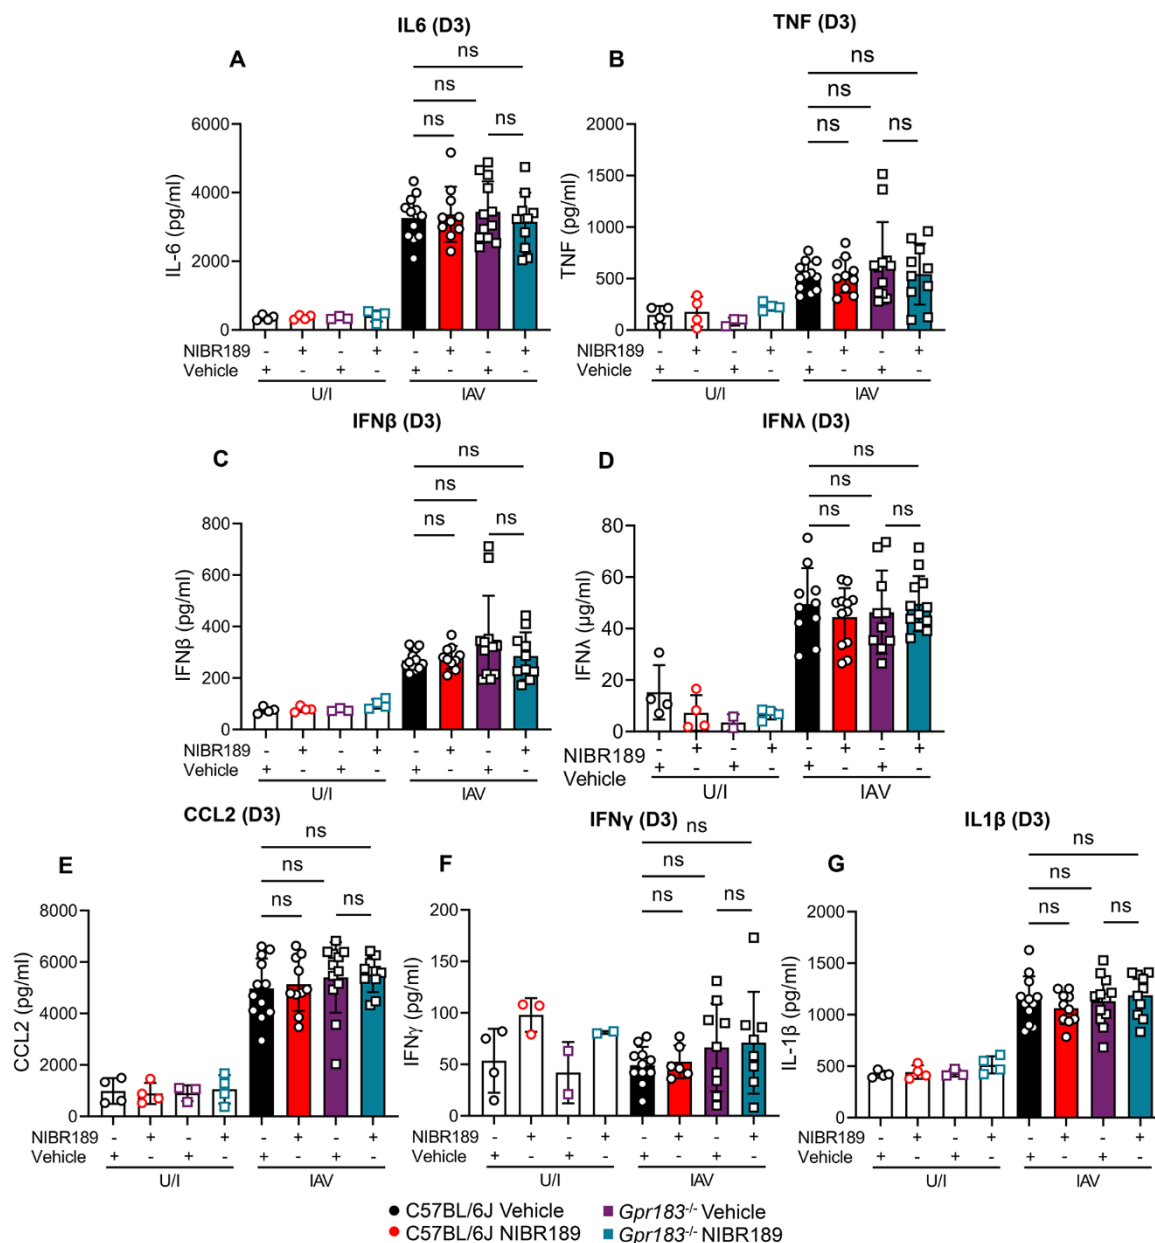 IL6 (D3)
A
ns
ns
ns
ns
IL-6 (pg/ml)
6000
4000
2000
0
NIBR189 - + - + - + - +
Vehicle + - + - + - + -
U/I IAV
TNF (D3)
B
ns
ns
ns
ns
TNF (pg/ml)
2000
1500
1000
500
0
NIBR189 - + - + - + - +
Vehicle + - + - + - + -
U/I IAV
IFNβ (D3)
C
ns
ns
ns
ns
IFNβ (pg/ml)
800
600
400
200
0
NIBR189 - + - + - + - +
Vehicle + - + - + - + -
U/I IAV
IFNλ (D3)
D
ns
ns
ns
ns
IFNλ (µg/ml)
80
60
40
20
0
NIBR189 - + - + - + - +
Vehicle + - + - + - + -
U/I IAV
CCL2 (D3)
E
ns
ns
ns
ns
CCL2 (pg/ml)
8000
6000
4000
2000
0
NIBR189 - + - + - + - +
Vehicle + - + - + - + -
U/I IAV
IFNγ (D3)
F
ns
ns
ns
ns
IFNγ (pg/ml)
200
150
100
50
0
NIBR189 - + - + - + - +
Vehicle + - + - + - + -
U/I IAV
IL1β (D3)
G
ns
ns
ns
ns
IL-1β (pg/ml)
2000
1500
1000
500
0
NIBR189 - + - + - + - +
Vehicle + - + - + - + -
U/I IAV
C57BL/6J Vehicle Gpr183-/- Vehicle
C57BL/6J NIBR189 Gpr183-/- NIBR189